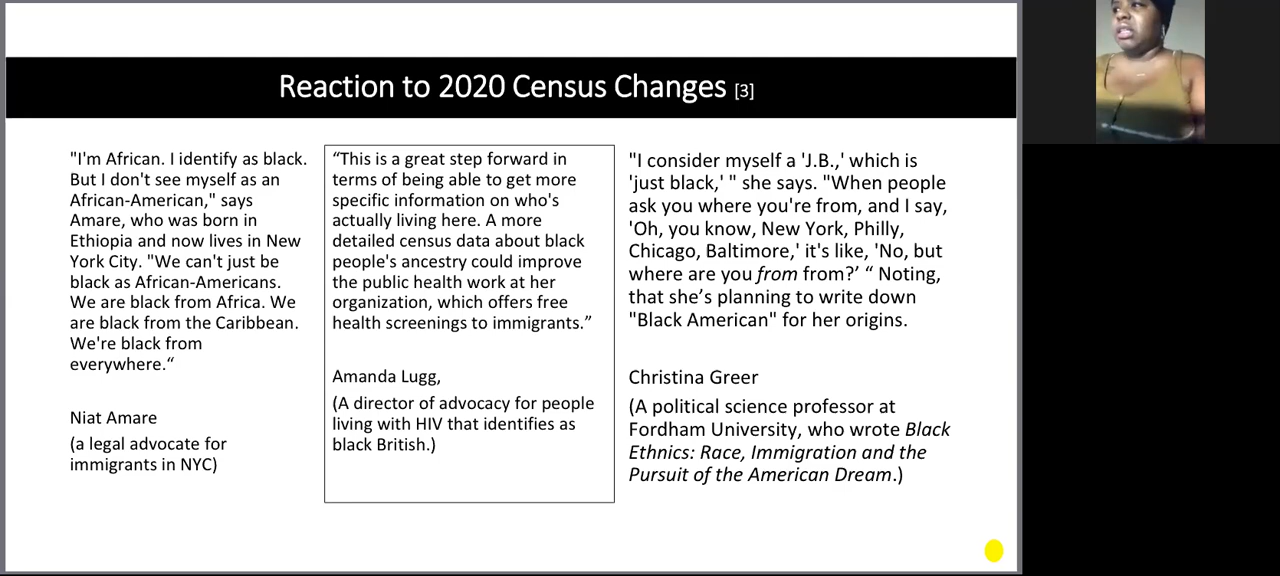 Reaction to 2020 Census Changes [3]
"I'm African. I identify as black.
But I don't see myself as an
African-American," says
Amare, who was born in
Ethiopia and now lives in New
York City. "We can't just be
black as African-Americans.
We are black from Africa. We
are black from the Caribbean.
We're black from
everywhere.“
Niat Amare
(a legal advocate for
immigrants in NYC)
“This is a great step forward in
terms of being able to get more
specific information on who's
actually living here. A more
detailed census data about black
people's ancestry could improve
the public health work at her
organization, which offers free
health screenings to immigrants.”
Amanda Lugg,
(A director of advocacy for people
living with HIV that identifies as
black British.)
"I consider myself a 'J.B.,' which is
'just black,' " she says. "When people
ask you where you're from, and I say,
'Oh, you know, New York, Philly,
Chicago, Baltimore,' it's like, 'No, but
where are you from from?’ “ Noting,
that she’s planning to write down
"Black American" for her origins.
Christina Greer
(A political science professor at
Fordham University, who wrote Black
Ethnics: Race, Immigration and the
Pursuit of the American Dream.)